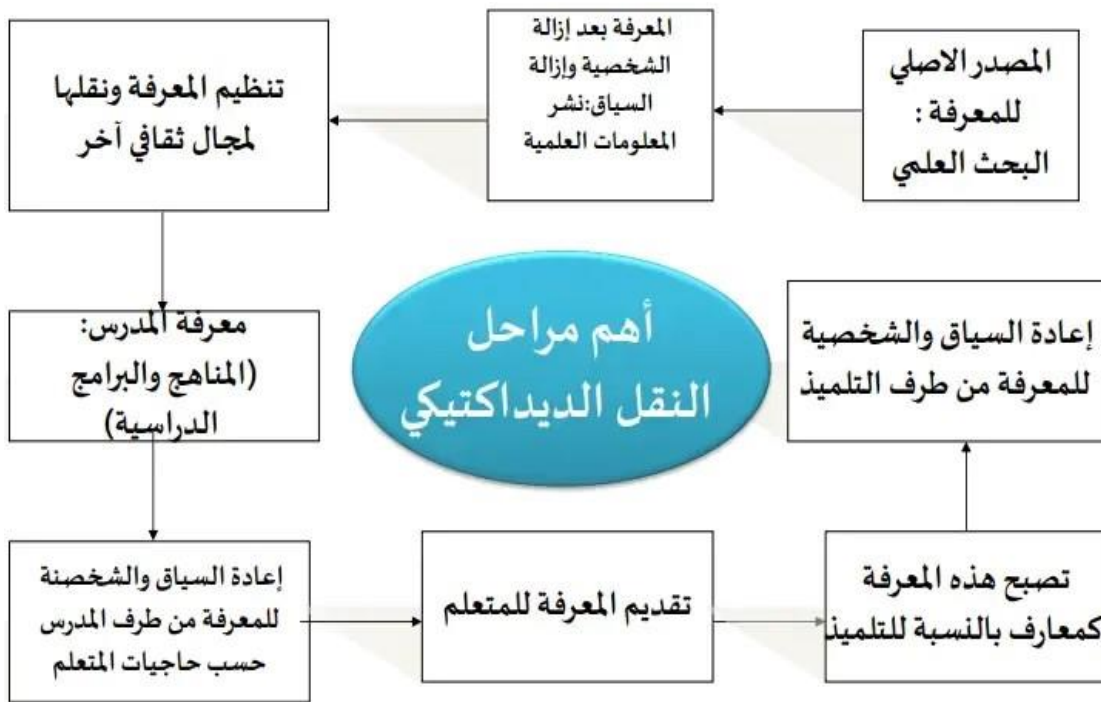 المصدر الاصلي
للمعرفة :
البحث العلمي
المعرفة بعد إزالة
الشخصية وإزالة
السياق:نشر
المعلومات العلمية
تنظيم المعرفة ونقلها
لمجال ثقافي آخر
معرفة المدرس:
(المناهج والبرامج
الدراسية)
أهم مراحل
النقل الديداكتيكي
إعادة السياق والشخصية
للمعرفة من طرف التلميذ
إعادة السياق والشخصنة
للمعرفة من طرف المدرس
حسب حاجيات المتعلم
تقديم المعرفة للمتعلم
تصبح هذه المعرفة
كمعارف بالنسبة للتلميذ